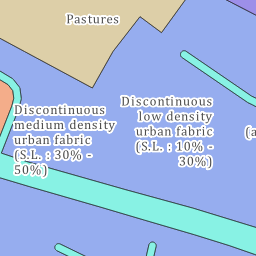 Pastures
Discontinuous
medium density
urban fabric
(S.L. : 30% -
50%)
Discontinuous
low density
urban fabric
(S.L. : 10% -
30%)
(a